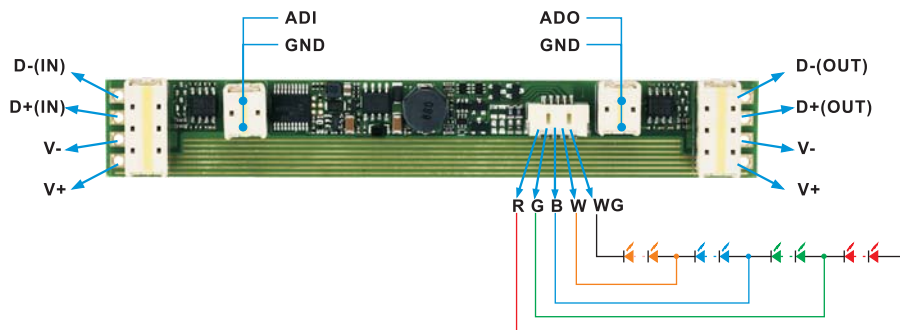 ADI
ADO
GND
GND
D-(IN)
D-(OUT)
D+(IN)
D+(OUT)
V-
V-
V+
V+
R G B W WG